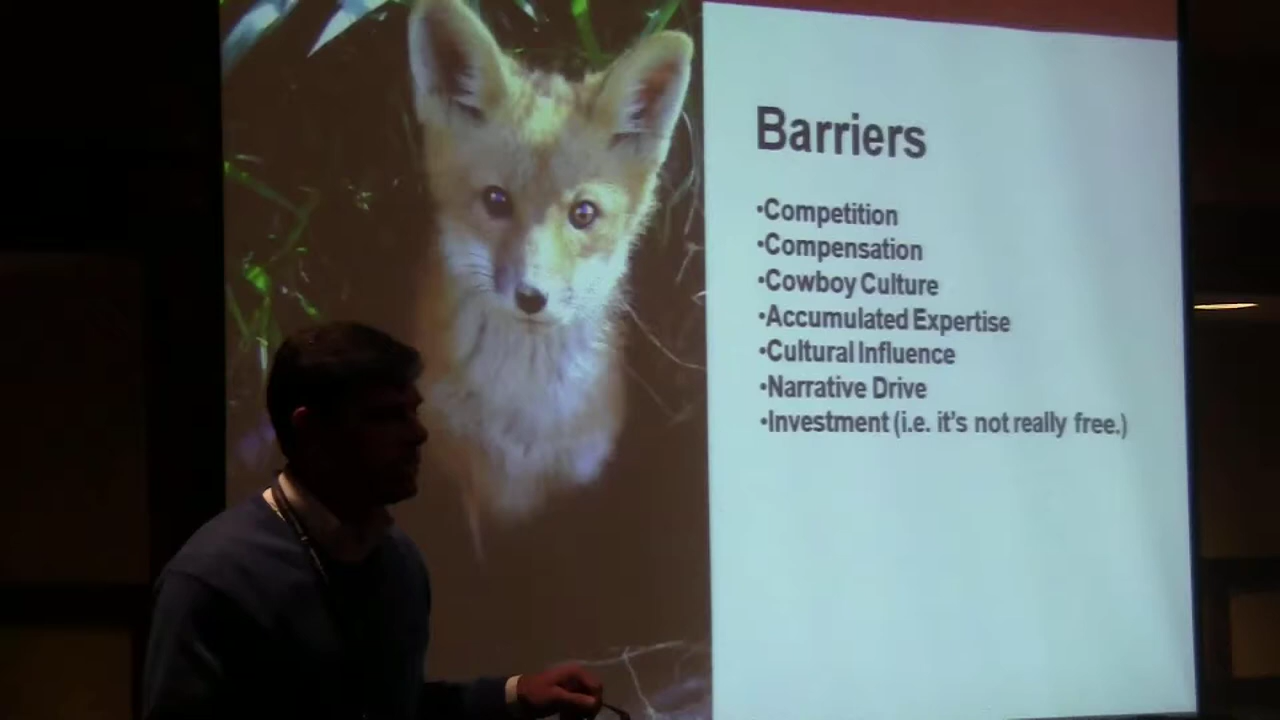 Barriers
•Competition
•Compensation
•Cowboy Culture
•Accumulated Expertise
•Cultural Influence
•Narrative Drive
•Investment (i.e. it's not really free.)